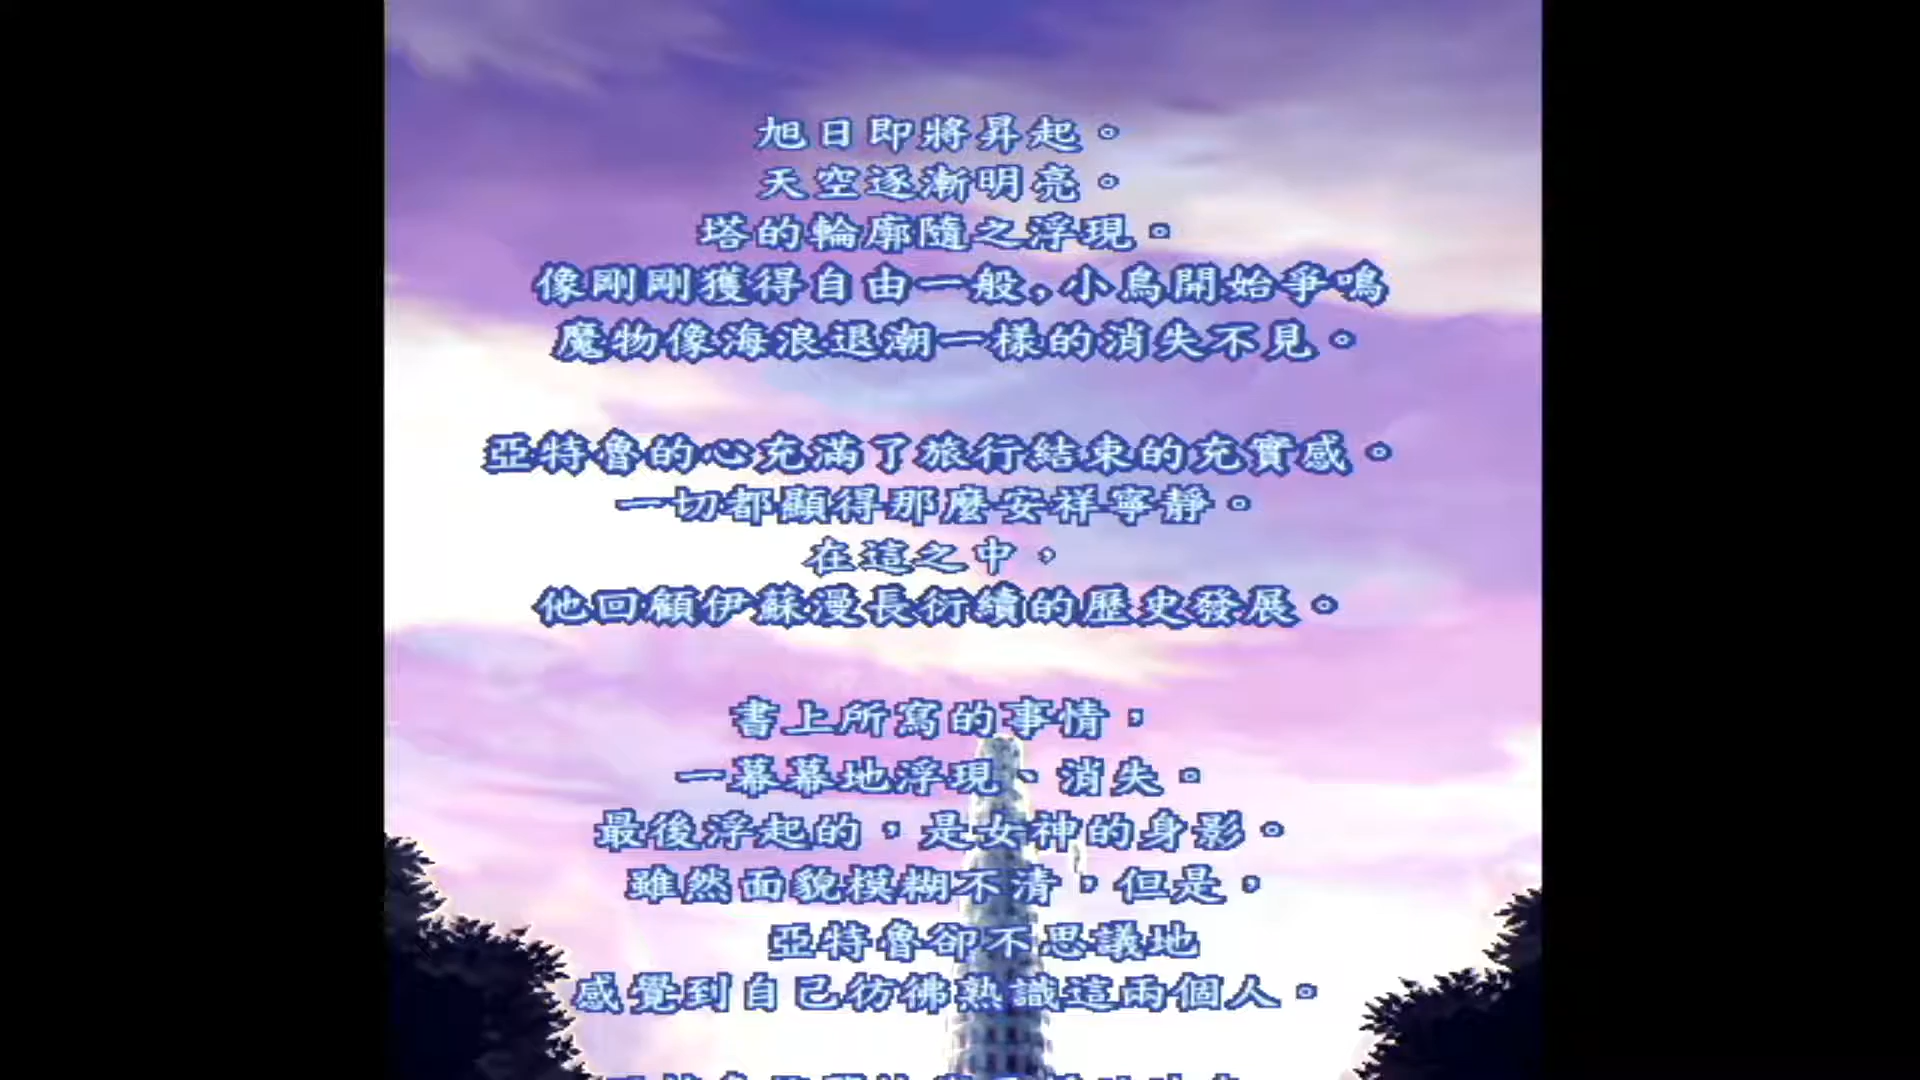 旭日即將昇起。
天空逐漸明亮。
塔的輪廓隨之浮現。
像剛剛獲得自由一般,小鳥開始爭鳴
魔物像海浪退潮一樣的消失不見。
亞特魯的心充滿了旅行結束的充實感。
一切都顯得那麼安祥寧靜。
在這之中,
他回顧伊蘇漫長衍續的歷史發展。
書上所寫的事情,
一幕幕地浮現、消失。
最後浮起的,是女神的身影。
雖然面貌模糊不清,但是,
亞特魯卻不思議地
感覺到自己彷彿熟識這兩個人。